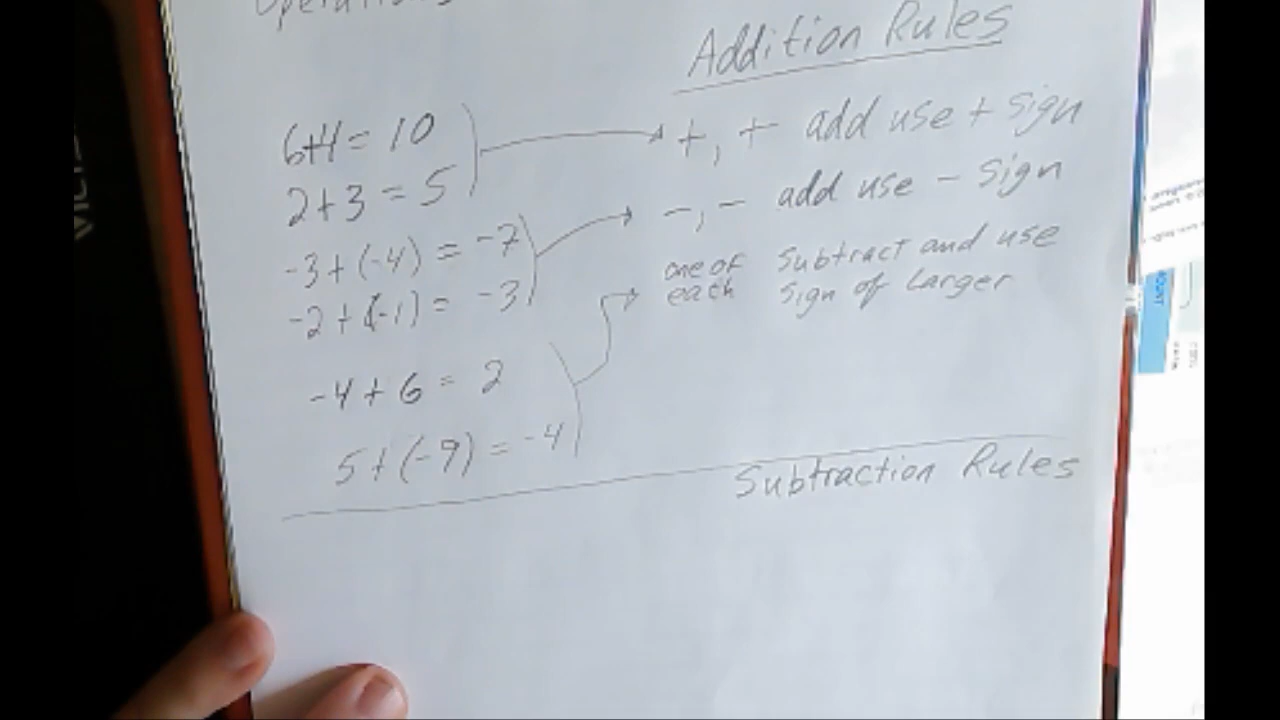 Operations
Addition Rules
6+4 = 10
2+3 = 5
+, + add use + sign
-3+(-4) = -7
-, - add use - sign
-2+(-1) = -3
one of each subtract and use sign of Larger
-4+6 = 2
5+(-9) = -4
Subtraction Rules